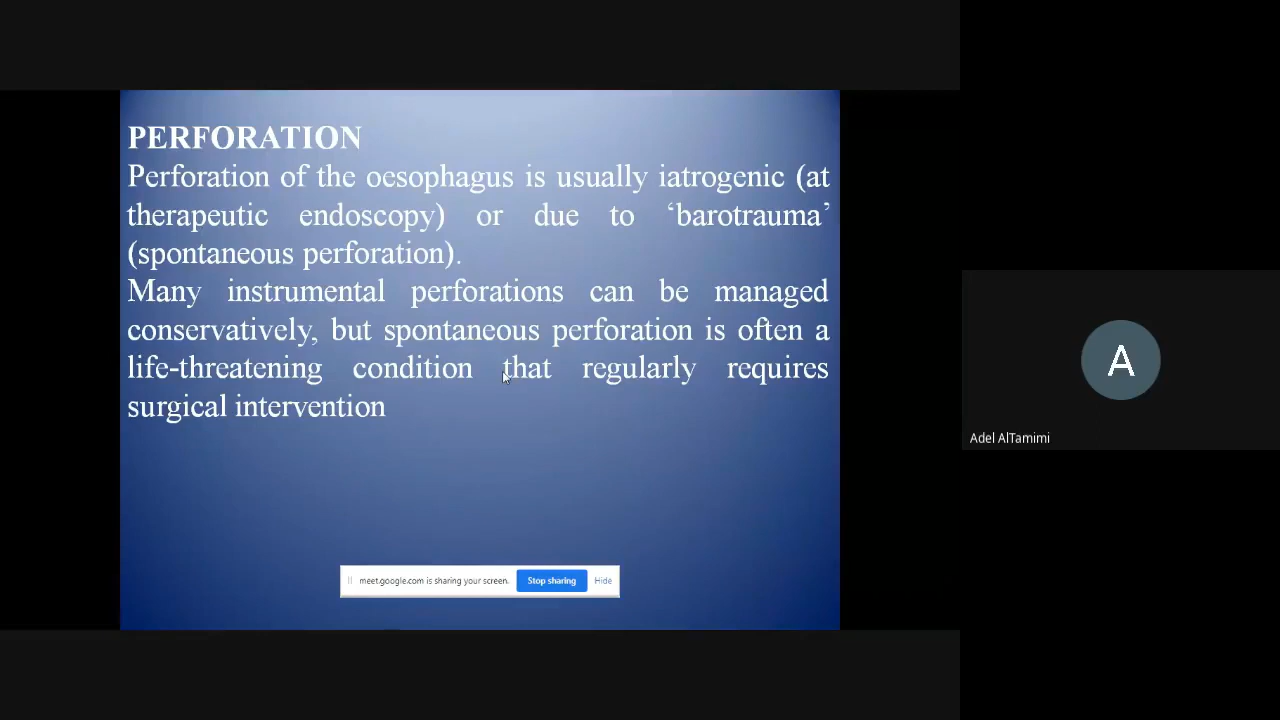 PERFORATION
Perforation of the oesophagus is usually iatrogenic (at
therapeutic endoscopy) or due to ‘barotrauma’
(spontaneous perforation).
Many instrumental perforations can be managed
conservatively, but spontaneous perforation is often a
life-threatening condition that regularly requires
surgical intervention
meet.google.com is sharing your screen. Stop sharing Hide
A
Adel AlTamimi